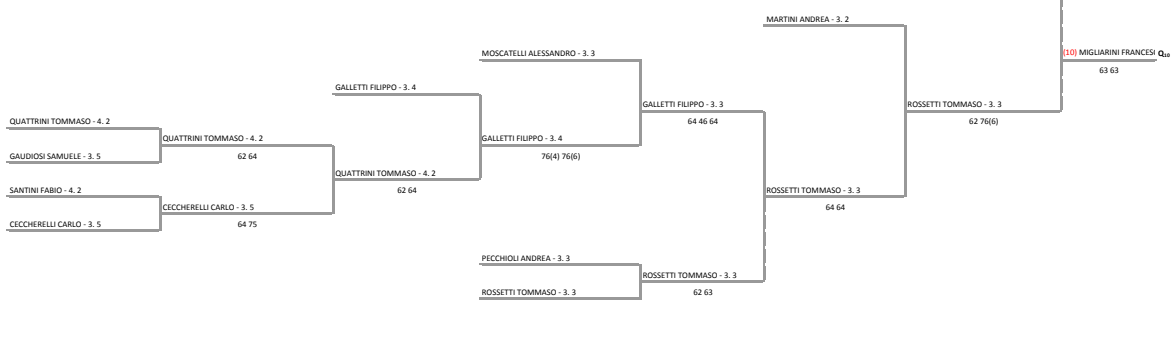 MARTINI ANDREA - 3. 2
MOSCATELLI ALESSANDRO - 3. 3
(10) MIGLIARINI FRANCESI Q10
63 63
GALLETTI FILIPPO - 3. 4
GALLETTI FILIPPO - 3. 3
ROSSETTI TOMMASO - 3. 3
64 46 64
62 76(6)
QUATTRINI TOMMASO - 4. 2
QUATTRINI TOMMASO - 4. 2
GALLETTI FILIPPO - 3. 4
GAUDIOSI SAMUELE - 3. 5
62 64
76(4) 76(6)
QUATTRINI TOMMASO - 4. 2
SANTINI FABIO - 4. 2
62 64
ROSSETTI TOMMASO - 3. 3
CECCHERELLI CARLO - 3. 5
64 64
CECCHERELLI CARLO - 3. 5
64 75
PECCHIOLI ANDREA - 3. 3
ROSSETTI TOMMASO - 3. 3
ROSSETTI TOMMASO - 3. 3
62 63